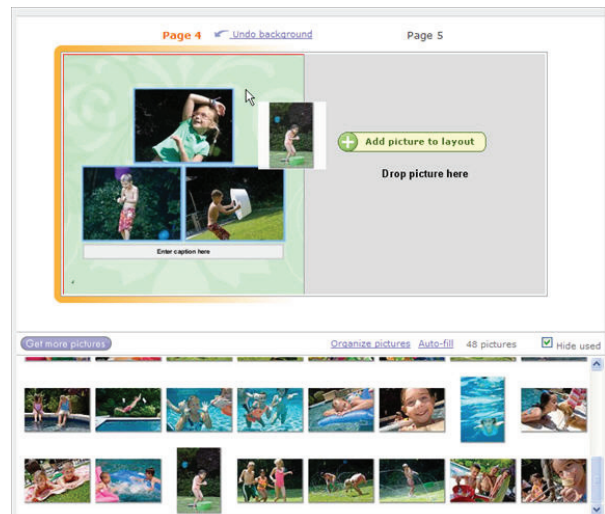 Page 4 Undo background Page 5
Add picture to layout
Drop picture here
Enter caption here
Get more pictures Organize pictures Auto-fill 48 pictures Hide used